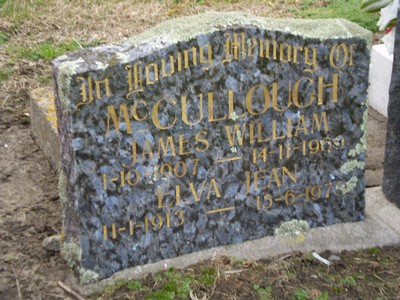 In Loving Memory Of
McCULLOUGH
JAMES WILLIAM
1-10-1907 — 14-11-1969
ELVA JEAN
11-1-1913 — 15-6-197